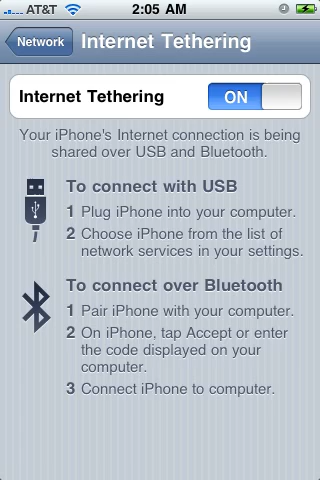 AT&T 2:05 AM
Network Internet Tethering
Internet Tethering ON
Your iPhone's Internet connection is being
shared over USB and Bluetooth.
To connect with USB
1 Plug iPhone into your computer.
2 Choose iPhone from the list of
network services in your settings.
To connect over Bluetooth
1 Pair iPhone with your computer.
2 On iPhone, tap Accept or enter
the code displayed on your
computer.
3 Connect iPhone to computer.